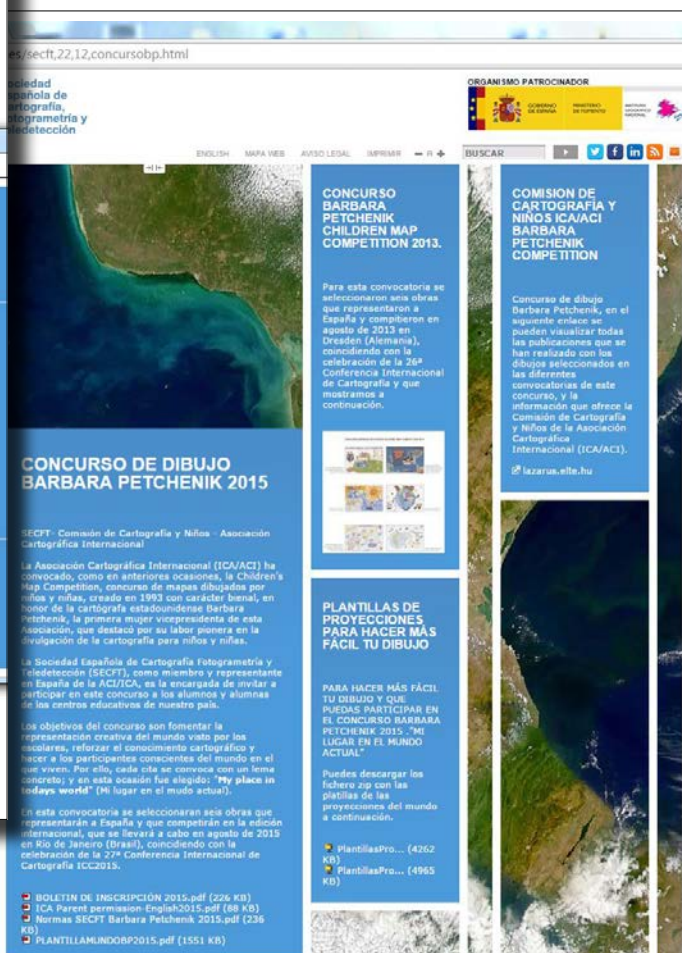 es/secft,22,12,concursobp.html
Sociedad
Española de
Cartografía,
Fotogrametría y
Teledetección
ORGANISMO PATROCINADOR
GOBIERNO
DE ESPAÑA
MINISTERIO
DE FOMENTO
INSTITUTO
GEOGRÁFICO
NACIONAL
ENGLISH MAPA WEB AVISO LEGAL IMPRIMIR - A +
BUSCAR
CONCURSO DE DIBUJO
BARBARA PETCHENIK 2015
SECFT- Comisión de Cartografía y Niños - Asociación
Cartográfica Internacional
La Asociación Cartográfica Internacional (ICA/ACI) ha
convocado, como en anteriores ocasiones, la Children's
Map Competition, concurso de mapas dibujados por
niños y niñas, creado en 1993 con carácter bienal, en
honor de la cartógrafa estadounidense Barbara
Petchenik, la primera mujer vicepresidenta de esta
Asociación, que destacó por su labor pionera en la
divulgación de la cartografía para niños y niñas.
La Sociedad Española de Cartografía Fotogrametría y
Teledetección (SECFT), como miembro y representante
en España de la ACI/ICA, es la encargada de invitar a
participar en este concurso a los alumnos y alumnas
de los centros educativos de nuestro país.
Los objetivos del concurso son fomentar la
representación creativa del mundo visto por los
escolares, reforzar el conocimiento cartográfico y
hacer a los participantes conscientes del mundo en el
que viven. Por ello, cada cita se convoca con un lema
concreto; y en esta ocasión fue elegido: "My place in
todays world" (Mi lugar en el mudo actual).
En esta convocatoria se seleccionaran seis obras que
representarán a España y que competirán en la edición
internacional, que se llevará a cabo en agosto de 2015
en Río de Janeiro (Brasil), coincidiendo con la
celebración de la 27ª Conferencia Internacional de
Cartografía ICC2015.
BOLETIN DE INSCRIPCIÓN 2015.pdf (226 KB)
ICA Parent permission-English2015.pdf (68 KB)
Normas SECFT Barbara Petchenik 2015.pdf (236
KB)
PLANTILLAMUNDOBP2015.pdf (1551 KB)
CONCURSO
BARBARA
PETCHENIK
CHILDREN MAP
COMPETITION 2013.
Para esta convocatoria se
seleccionaron seis obras
que representaron a
España y compitieron en
agosto de 2013 en
Dresden (Alemania),
coincidiendo con la
celebración de la 26ª
Conferencia Internacional
de Cartografía y que
mostramos a
continuación.
PLANTILLAS DE
PROYECCIONES
PARA HACER MÁS
FÁCIL TU DIBUJO
PARA HACER MÁS FÁCIL
TU DIBUJO Y QUE
PUEDAS PARTICIPAR EN
EL CONCURSO BARBARA
PETCHENIK 2015 ."MI
LUGAR EN EL MUNDO
ACTUAL"
Puedes descargar los
fichero zip con las
platillas de las
proyecciones del mundo
a continuación.
PlantillasPro... (4262
KB)
PlantillasPro... (4965
KB)
COMISION DE
CARTOGRAFÍA Y
NIÑOS ICA/ACI
BARBARA
PETCHENIK
COMPETITION
Concurso de dibujo
Barbara Petchenik, en el
siguiente enlace se
pueden visualizar todas
las publicaciones que se
han realizado con los
dibujos seleccionados en
las diferentes
convocatorias de este
concurso, y la
información que ofrece la
Comisión de Cartografía
y Niños de la Asociación
Cartográfica
Internacional (ICA/ACI).
lazarus.elte.hu